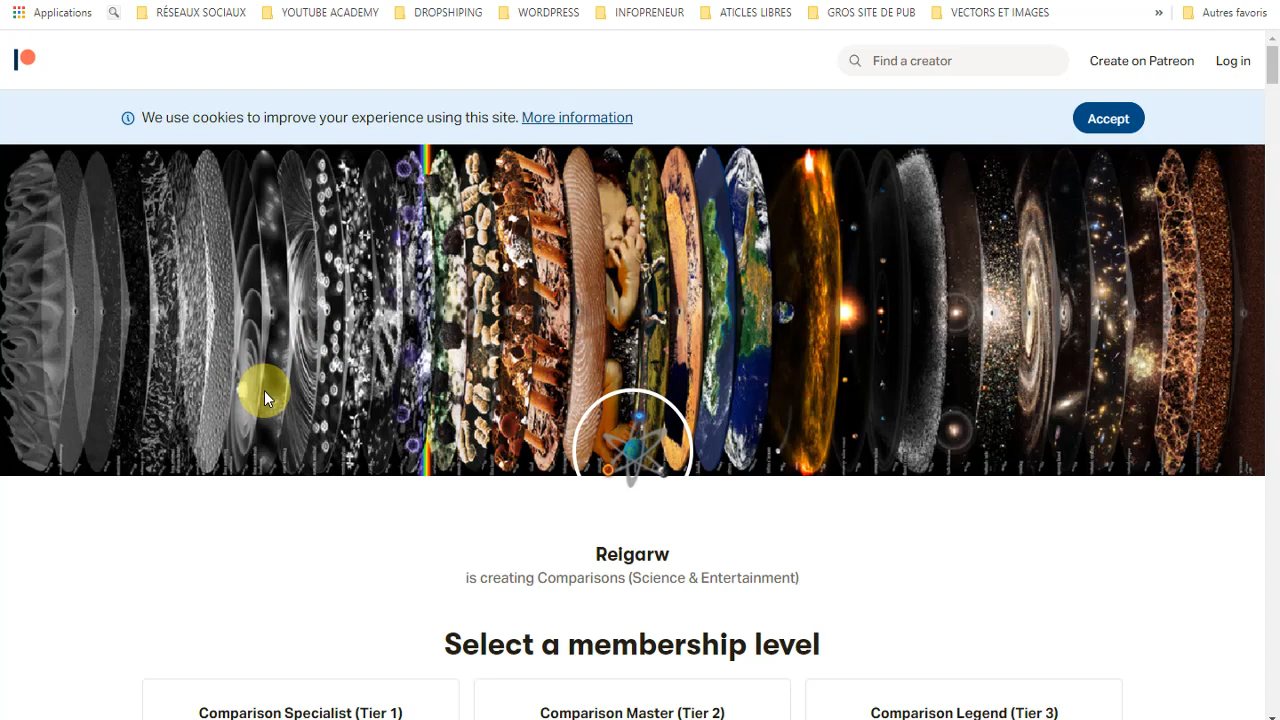 Applications RÉSEAUX SOCIAUX YOUTUBE ACADEMY DROPSHIPING WORDPRESS INFOPRENEUR ATICLES LIBRES GROS SITE DE PUB VECTORS ET IMAGES » Autres favoris
Find a creator Create on Patreon Log in
We use cookies to improve your experience using this site. More information Accept
Relgarw
is creating Comparisons (Science & Entertainment)
Select a membership level
Comparison Specialist (Tier 1) Comparison Master (Tier 2) Comparison Legend (Tier 3)